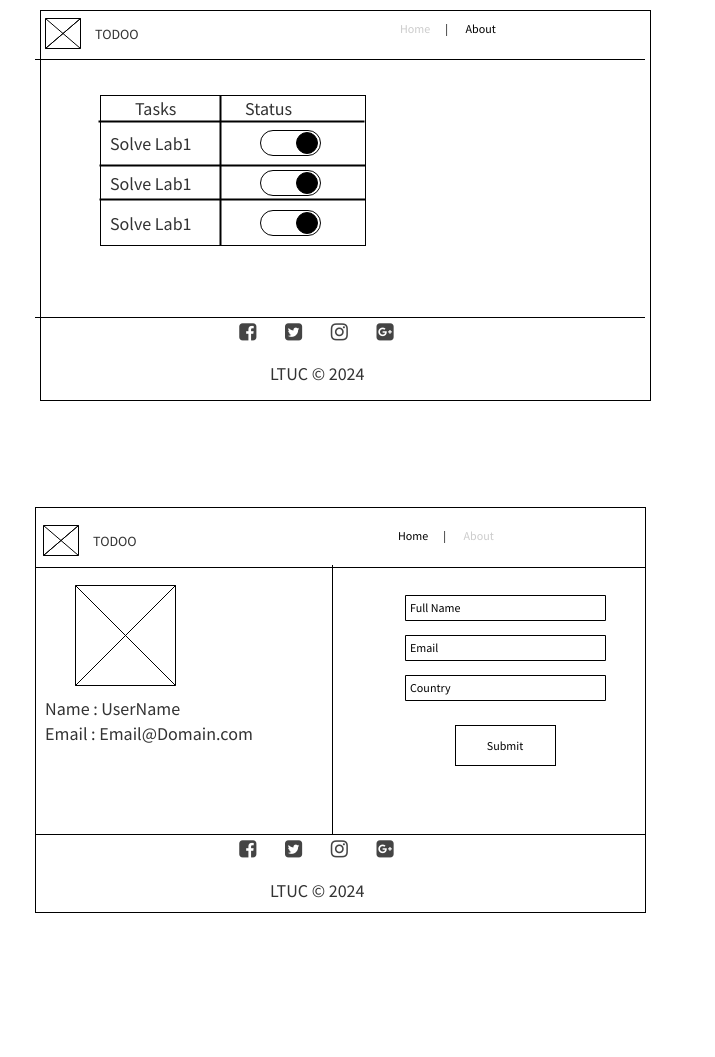 TODOO
Home | About
Tasks Status
Solve Lab1
Solve Lab1
Solve Lab1
LTUC © 2024
TODOO
Home | About
Full Name
Email
Country
Submit
Name : UserName
Email : Email@Domain.com
LTUC © 2024